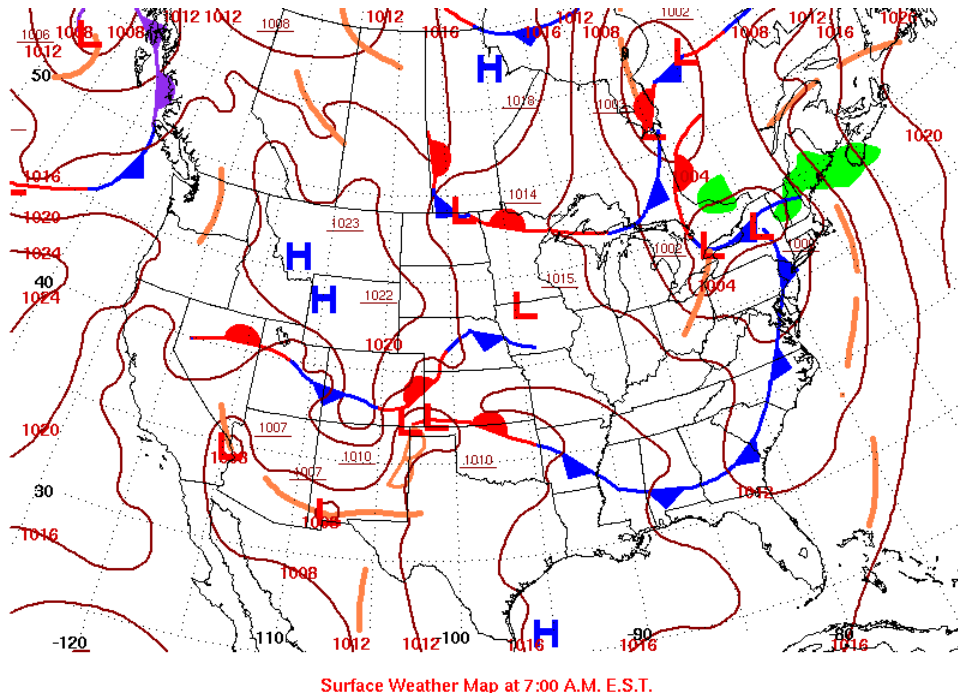 1012 1012 1008 1012 1002 1012 1020
1006 1008 L 1008 1016 1012 1008 1008 1016
1012 L
50 H
1018 1003
L 1020
1016 1004
1014
1020 L
1023 L
1024 H 1002 L 1009
40 1015 1004
1024 H 1022
L
1020
1020 L L
1007
L 1008 1010 1010
1007
30 1012
L 1008
1016
1008
-120 110 1012 1012 -100 1016 H -90 1016 80 1016
Surface Weather Map at 7:00 A.M. E.S.T.